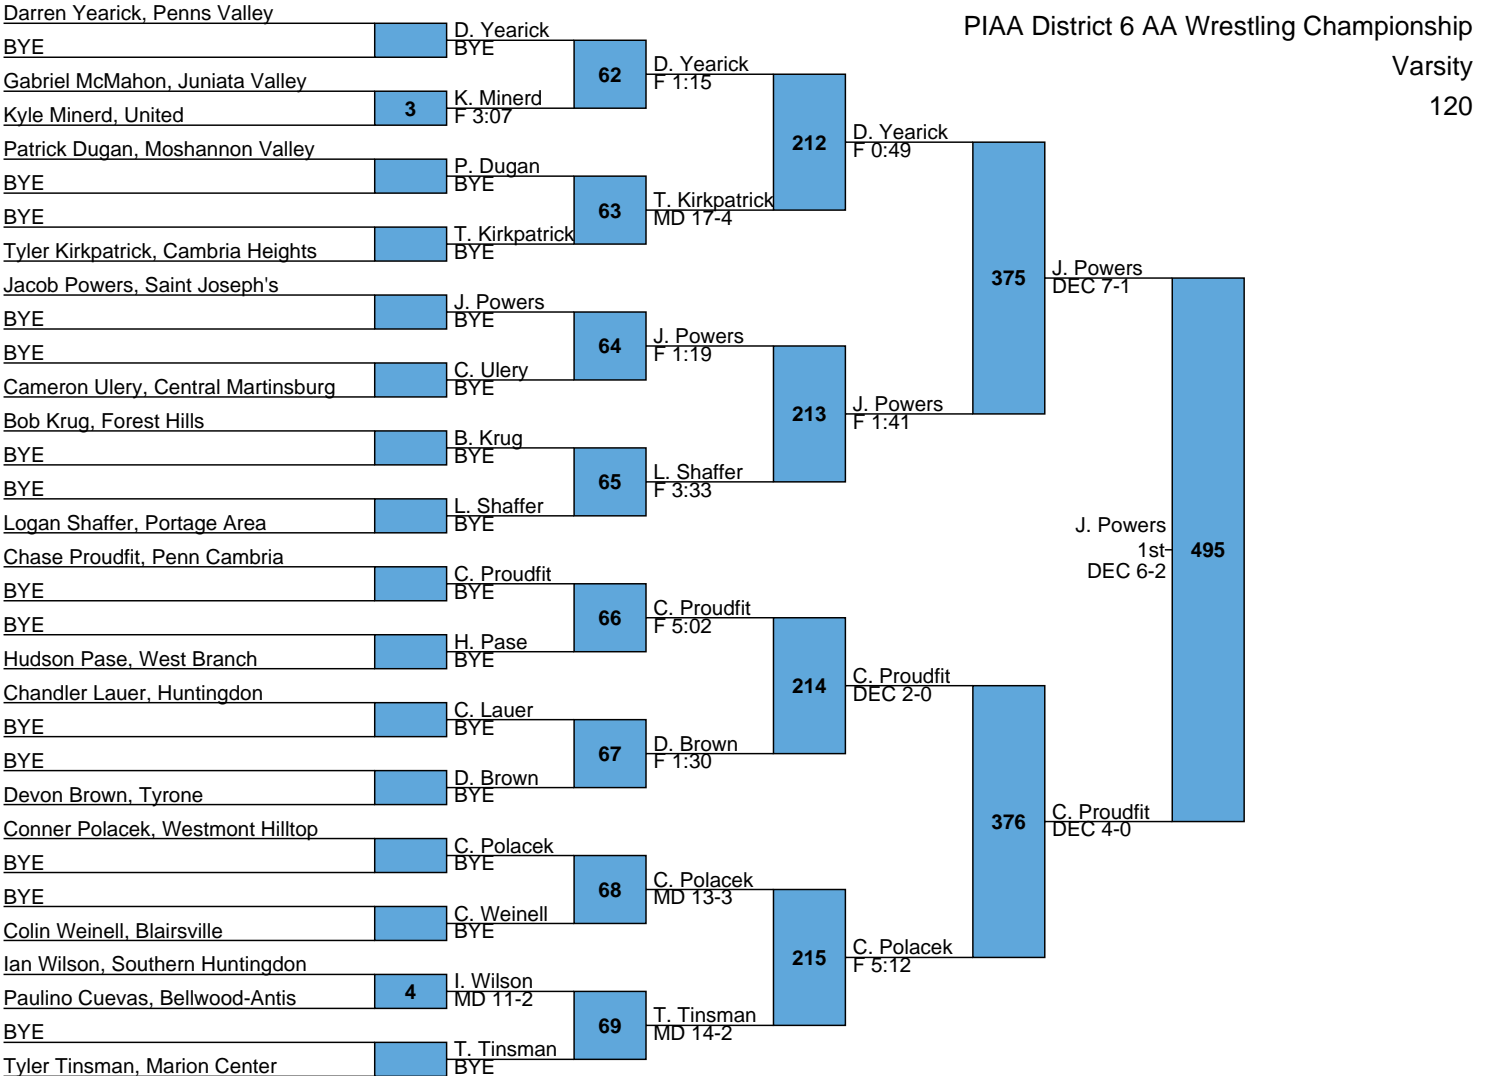 PIAA District 6 AA Wrestling Championship
Varsity
120
Darren Yearick, Penns Valley
BYE
Gabriel McMahon, Juniata Valley
Kyle Minerd, United
Patrick Dugan, Moshannon Valley
BYE
BYE
Tyler Kirkpatrick, Cambria Heights
Jacob Powers, Saint Joseph's
BYE
BYE
Cameron Ulery, Central Martinsburg
Bob Krug, Forest Hills
BYE
BYE
Logan Shaffer, Portage Area
Chase Proudfit, Penn Cambria
BYE
BYE
Hudson Pase, West Branch
Chandler Lauer, Huntingdon
BYE
BYE
Devon Brown, Tyrone
Conner Polacek, Westmont Hilltop
BYE
BYE
Colin Weinell, Blairsville
Ian Wilson, Southern Huntingdon
Paulino Cuevas, Bellwood-Antis
BYE
Tyler Tinsman, Marion Center
3
4
D. Yearick
BYE
K. Minerd
F 3:07
P. Dugan
BYE
T. Kirkpatrick
BYE
J. Powers
BYE
C. Ulery
BYE
B. Krug
BYE
L. Shaffer
BYE
C. Proudfit
BYE
H. Pase
BYE
C. Lauer
BYE
D. Brown
BYE
C. Polacek
BYE
C. Weinell
BYE
I. Wilson
MD 11-2
T. Tinsman
BYE
62
63
64
65
66
67
68
69
D. Yearick
F 1:15
T. Kirkpatrick
MD 17-4
J. Powers
F 1:19
L. Shaffer
F 3:33
C. Proudfit
F 5:02
D. Brown
F 1:30
C. Polacek
MD 13-3
T. Tinsman
MD 14-2
212
213
214
215
D. Yearick
F 0:49
J. Powers
F 1:41
C. Proudfit
DEC 2-0
C. Polacek
F 5:12
375
376
J. Powers
DEC 7-1
C. Proudfit
DEC 4-0
J. Powers
1st
DEC 6-2
495